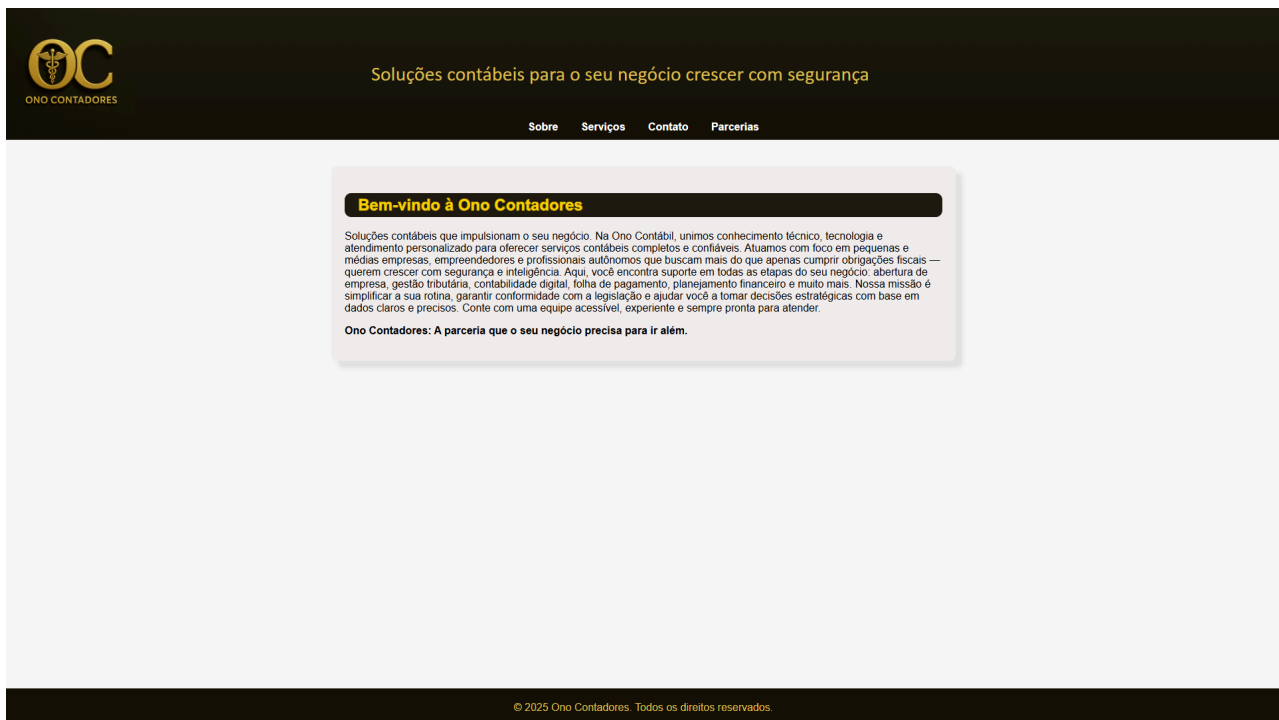 OC
ONO CONTADORES
Soluções contábeis para o seu negócio crescer com segurança
Sobre Serviços Contato Parcerias
Bem-vindo à Ono Contadores
Soluções contábeis que impulsionam o seu negócio. Na Ono Contábil, unimos conhecimento técnico, tecnologia e
atendimento personalizado para oferecer serviços contábeis completos e confiáveis. Atuamos com foco em pequenas e
médias empresas, empreendedores e profissionais autônomos que buscam mais do que apenas cumprir obrigações fiscais —
querem crescer com segurança e inteligência. Aqui, você encontra suporte em todas as etapas do seu negócio: abertura de
empresa, gestão tributária, contabilidade digital, folha de pagamento, planejamento financeiro e muito mais. Nossa missão é
simplificar a sua rotina, garantir conformidade com a legislação e ajudar você a tomar decisões estratégicas com base em
dados claros e precisos. Conte com uma equipe acessível, experiente e sempre pronta para atender.
Ono Contadores: A parceria que o seu negócio precisa para ir além.
© 2025 Ono Contadores. Todos os direitos reservados.